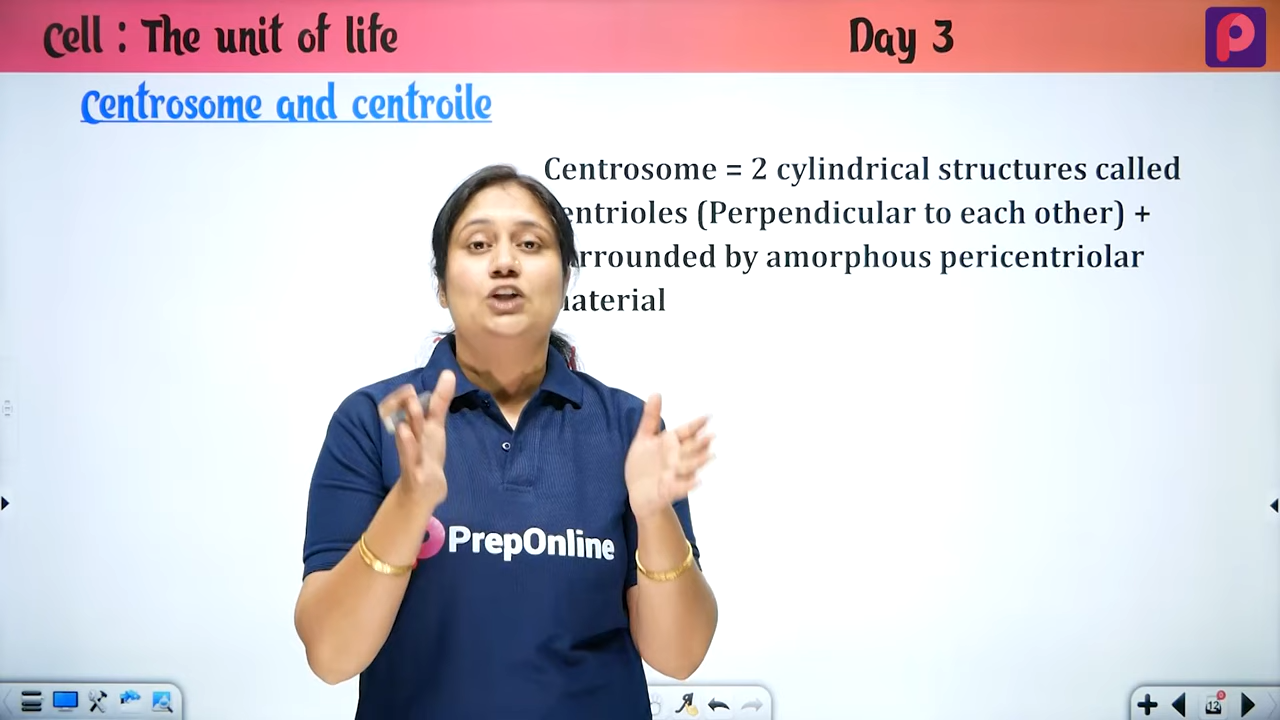 Cell : The unit of life
Day 3
Centrosome and centroile
Centrosome = 2 cylindrical structures called
entrioles (Perpendicular to each other) +
rrounded by amorphous pericentriolar
aterial
PrepOnline
12